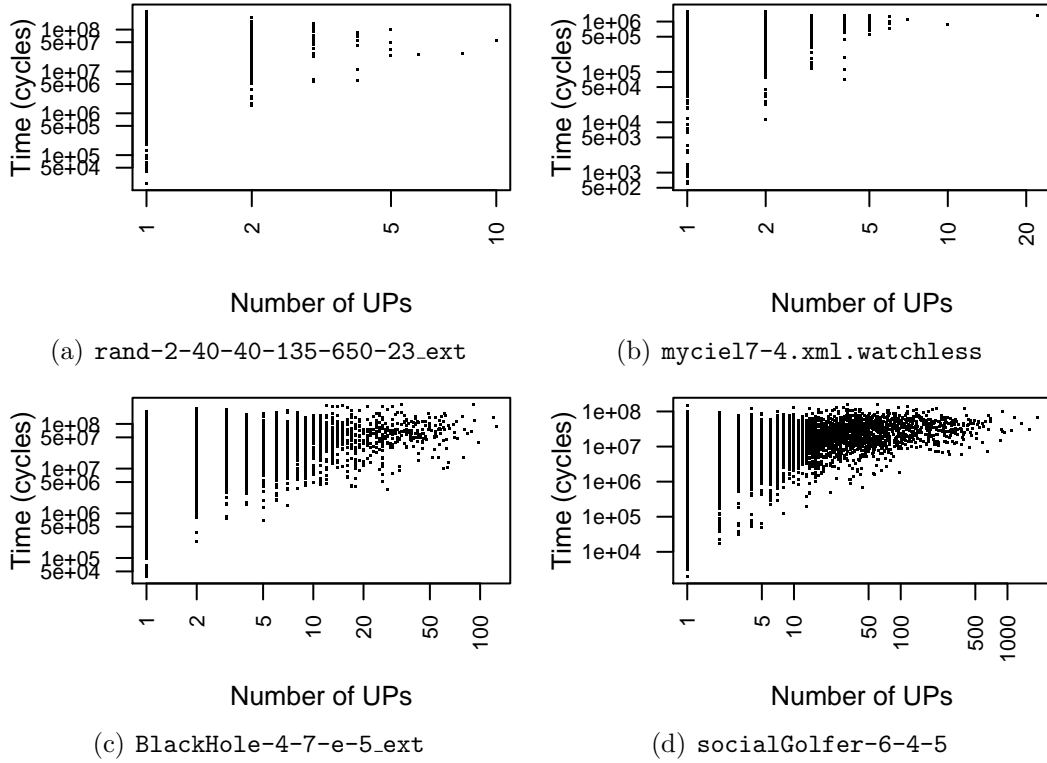 Time (cycles)
1e+08
5e+07
1e+07
5e+06
1e+06
5e+05
1e+05
5e+04
1 2 5 10
Number of UPs
(a) rand-2-40-40-135-650-23_ext
Time (cycles)
1e+06
5e+05
1e+05
5e+04
1e+04
5e+03
1e+03
5e+02
1 2 5 10 20
Number of UPs
(b) myciel7-4.xml.watchless
Time (cycles)
1e+08
5e+07
1e+07
5e+06
1e+06
5e+05
1e+05
5e+04
1 2 5 10 20 50 100
Number of UPs
(c) BlackHole-4-7-e-5_ext
Time (cycles)
1e+08
1e+07
1e+06
1e+05
1e+04
1 5 10 50 100 500 1000
Number of UPs
(d) socialGolfer-6-4-5